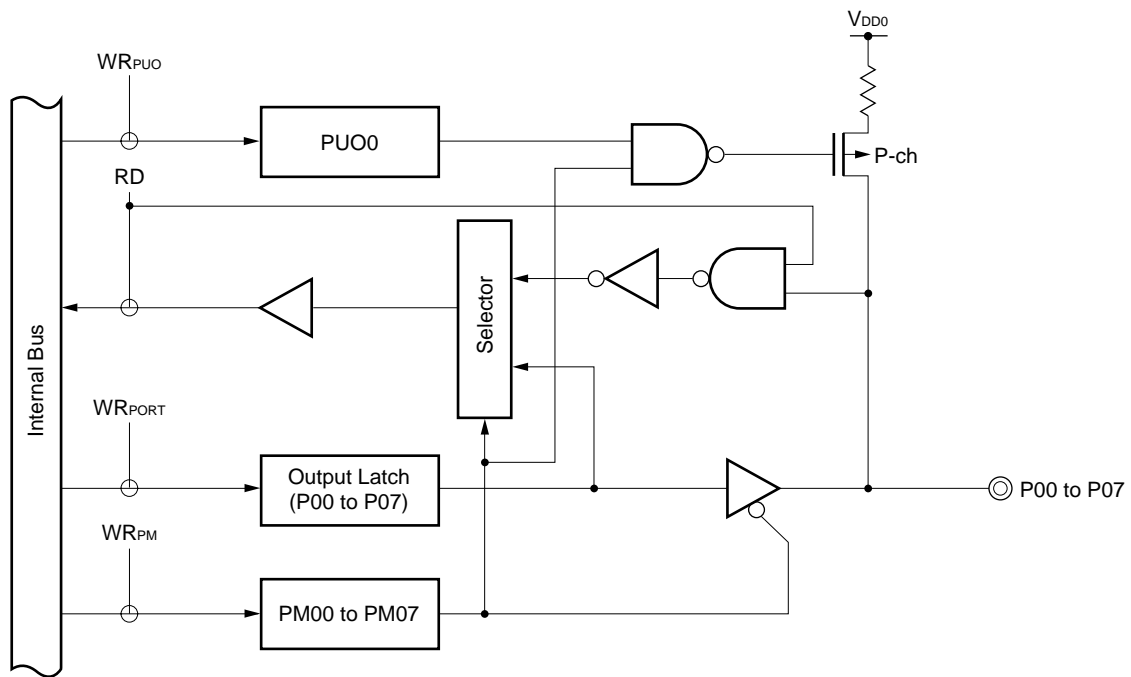 VDD0
WRPUO
PUO0
P-ch
RD
Selector
Internal Bus
WRPORT
Output Latch
(P00 to P07)
P00 to P07
WRPM
PM00 to PM07